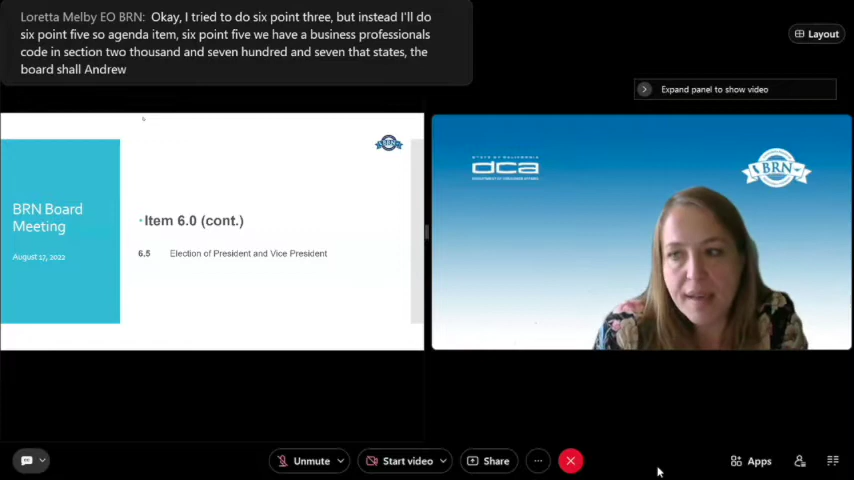 Loretta Melby EO BRN: Okay, I tried to do six point three, but instead I'll do
six point five so agenda item, six point five we have a business professionals
code in section two thousand and seven hundred and seven that states, the
board shall Andrew
Layout
Expand panel to show video
BRN
BRN Board
Meeting
August 17, 2022
Item 6.0 (cont.)
6.5 Election of President and Vice President
STATE OF CALIFORNIA
dca
DEPARTMENT OF CONSUMER AFFAIRS
BRN
Unmute
Start video
Share
Apps